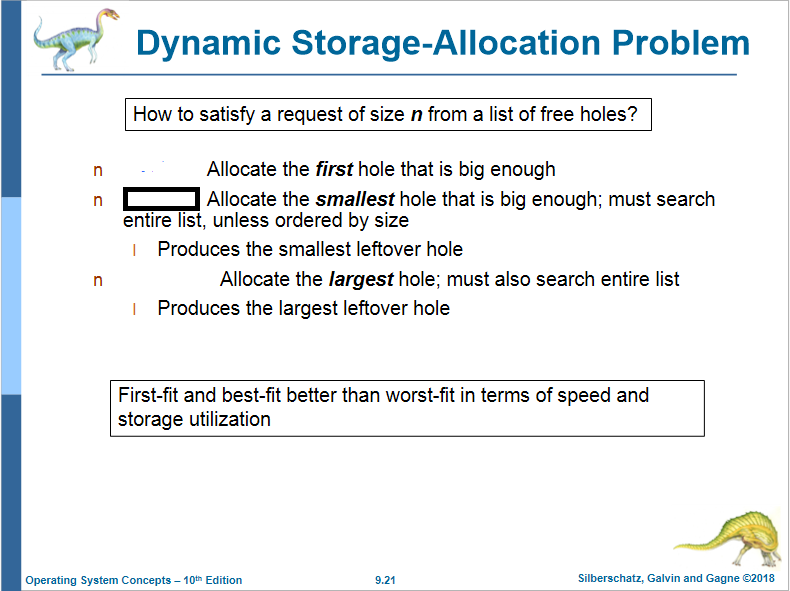 Dynamic Storage-Allocation Problem
How to satisfy a request of size n from a list of free holes?
n Allocate the first hole that is big enough
n Allocate the smallest hole that is big enough; must search
entire list, unless ordered by size
l Produces the smallest leftover hole
n Allocate the largest hole; must also search entire list
l Produces the largest leftover hole
First-fit and best-fit better than worst-fit in terms of speed and
storage utilization
Operating System Concepts – 10th Edition 9.21 Silberschatz, Galvin and Gagne ©2018